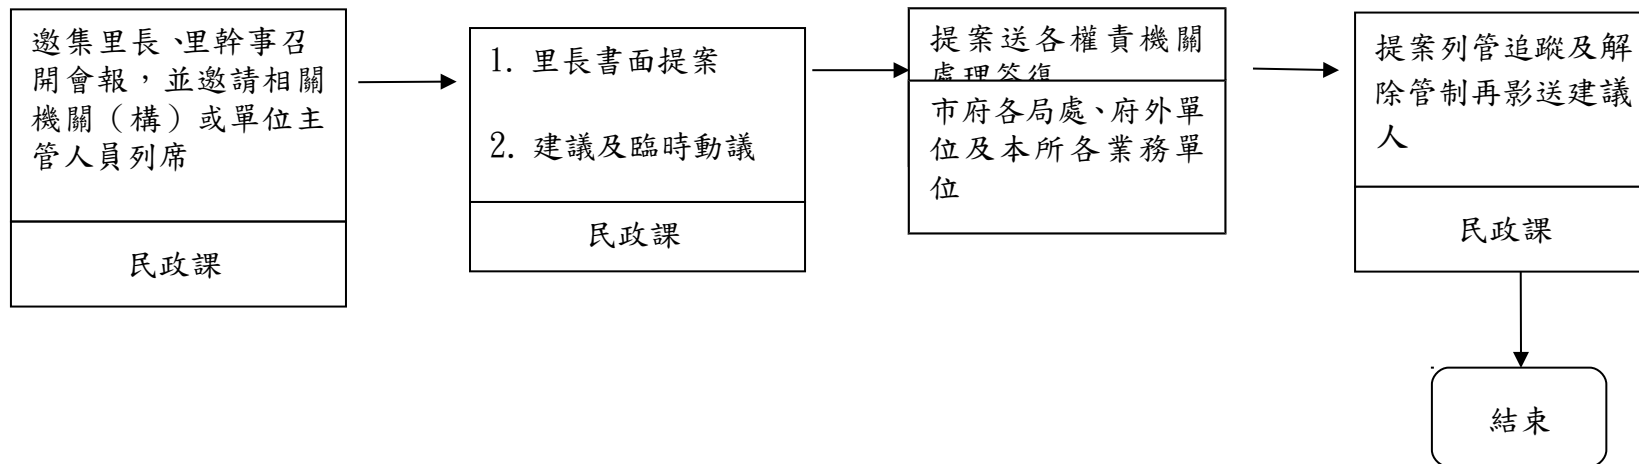 邀集里長、里幹事召
開會報，並邀請相關
機關（構）或單位主
管人員列席
民政課
1. 里長書面提案
2. 建議及臨時動議
民政課
提案送各權責機關
處理答復
市府各局處、府外單
位及本所各業務單
位
提案列管追蹤及解
除管制再影送建議
人
民政課
結束